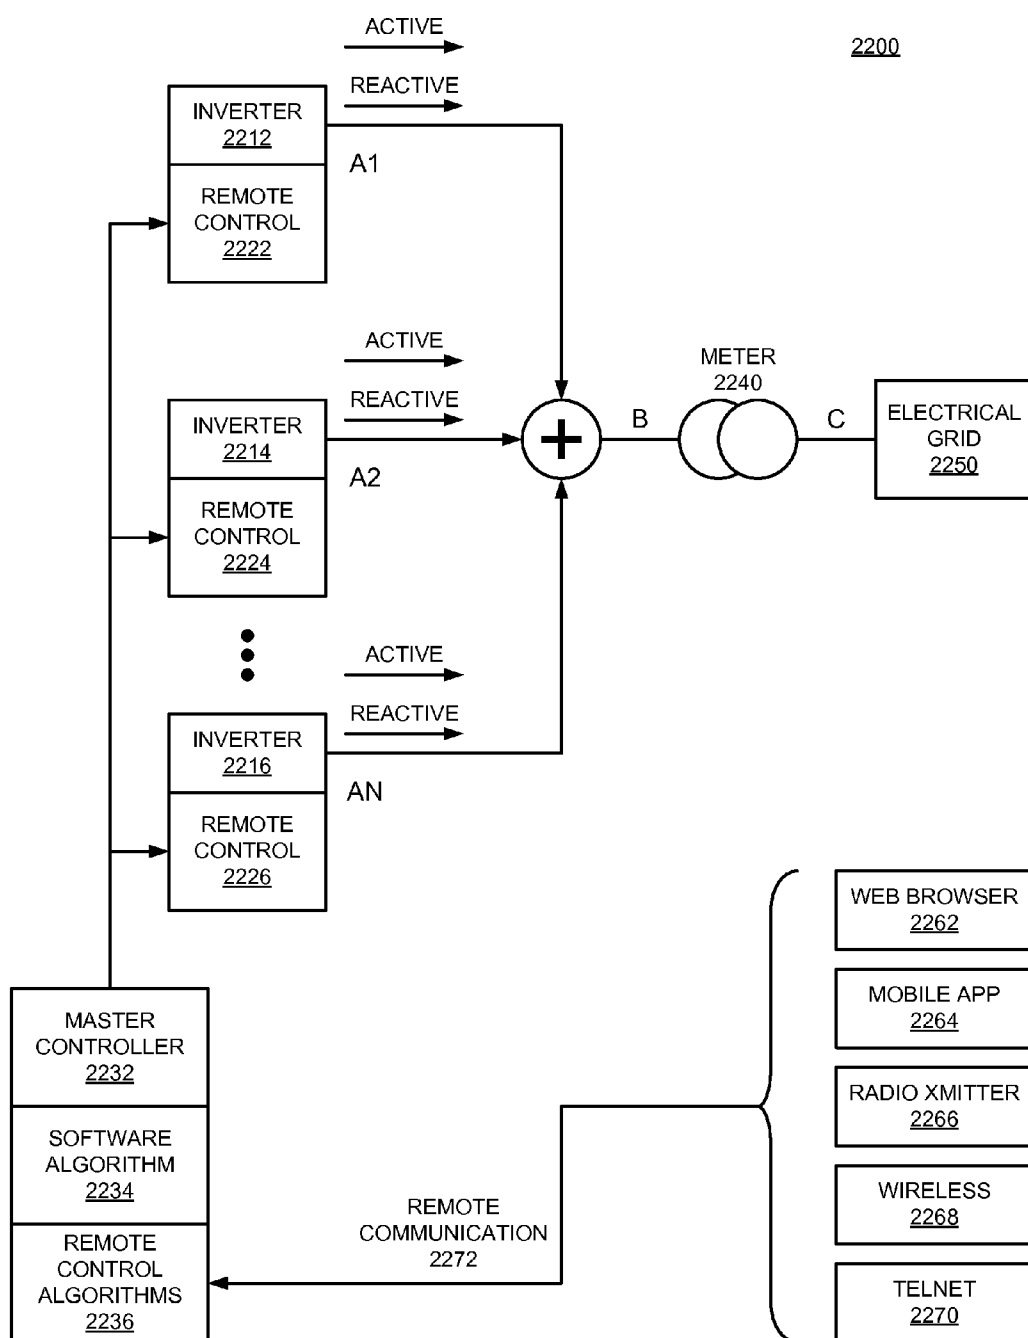 ACTIVE
2200
REACTIVE
INVERTER
2212
A1
REMOTE
CONTROL
2222
ACTIVE
REACTIVE
INVERTER
2214
A2
REMOTE
CONTROL
2224
B
METER
2240
C
ELECTRICAL
GRID
2250
ACTIVE
REACTIVE
INVERTER
2216
AN
REMOTE
CONTROL
2226
MASTER
CONTROLLER
2232
SOFTWARE
ALGORITHM
2234
REMOTE
CONTROL
ALGORITHMS
2236
REMOTE
COMMUNICATION
2272
WEB BROWSER
2262
MOBILE APP
2264
RADIO XMITTER
2266
WIRELESS
2268
TELNET
2270